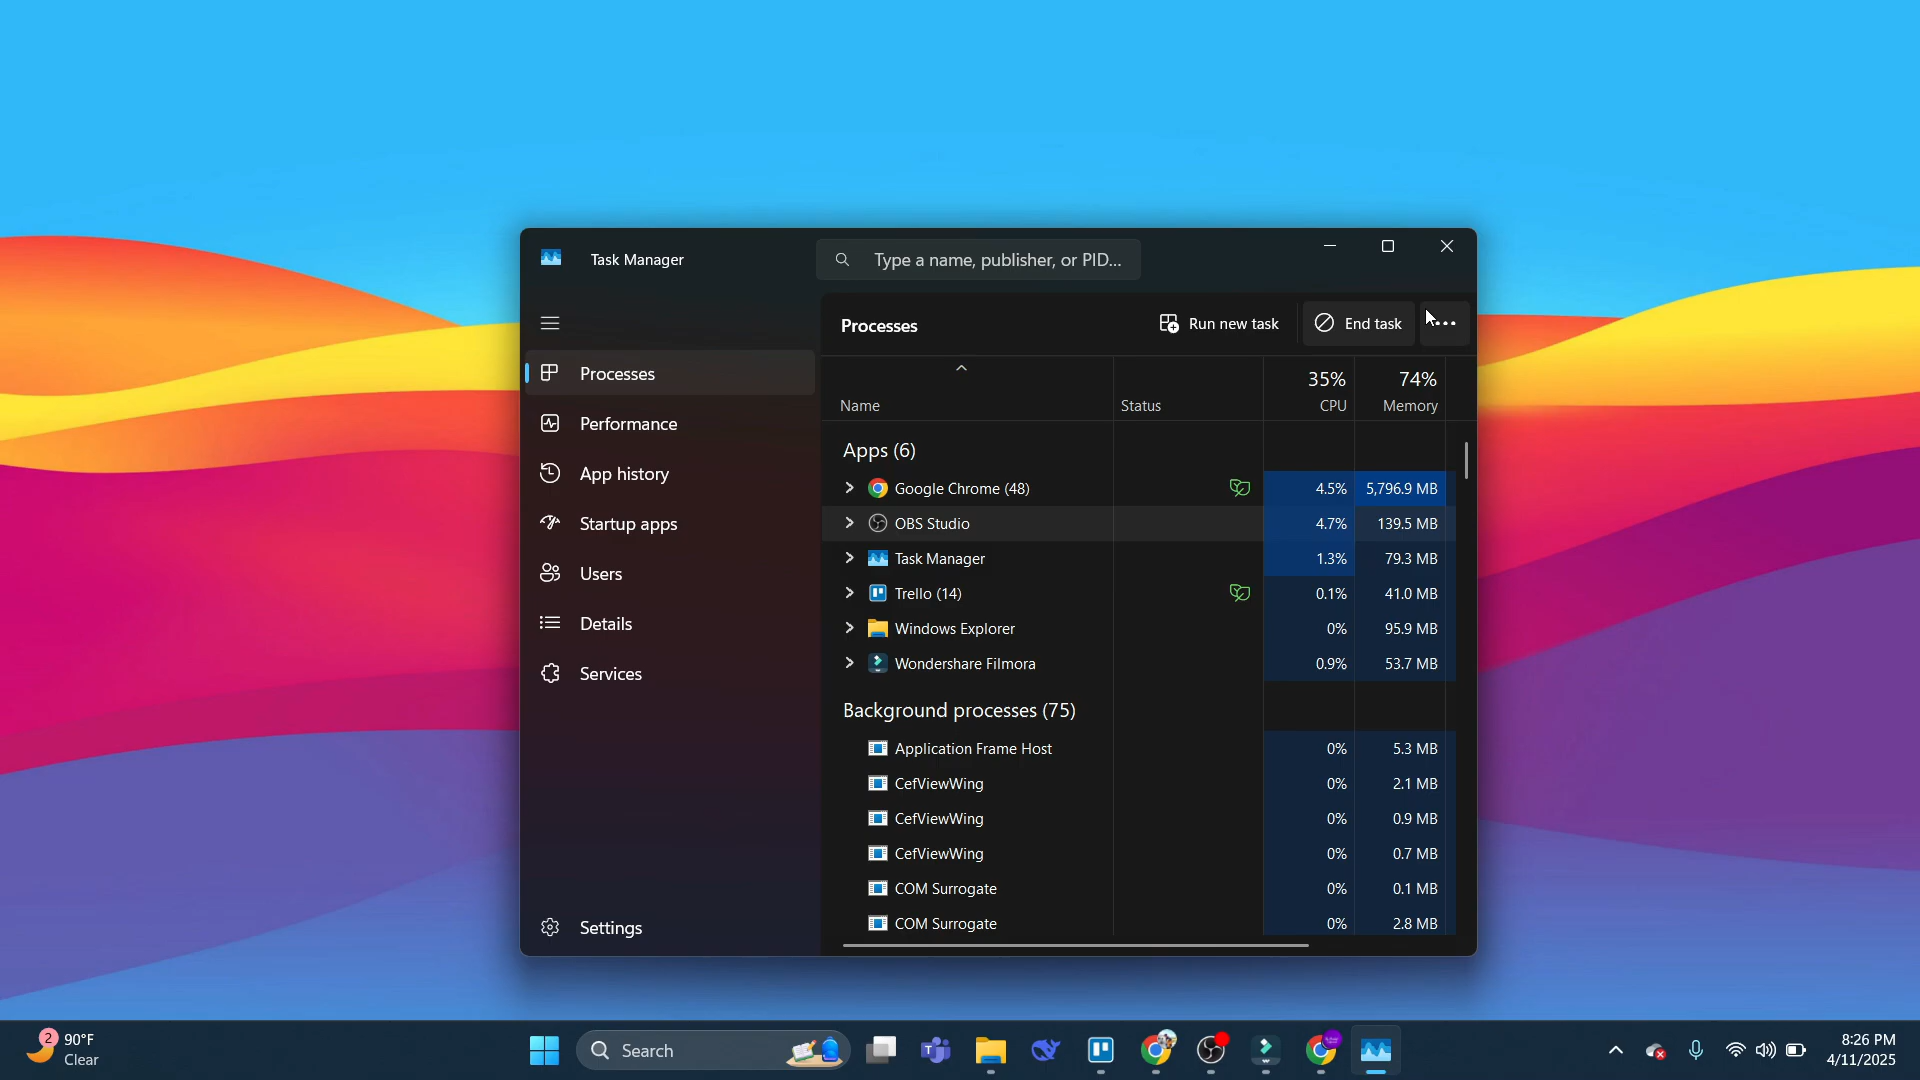 Task Manager
Type a name, publisher, or PID...
Processes
Run new task
End task
Processes
Performance
App history
Startup apps
Users
Details
Services
Settings
35% 74%
Name Status CPU Memory
Apps (6)
Google Chrome (48) 4.5% 5,796.9 MB
OBS Studio 4.7% 139.5 MB
Task Manager 1.3% 79.3 MB
Trello (14) 0.1% 41.0 MB
Windows Explorer 0% 95.9 MB
Wondershare Filmora 0.9% 53.7 MB
Background processes (75)
Application Frame Host 0% 5.3 MB
CefViewWing 0% 2.1 MB
CefViewWing 0% 0.9 MB
CefViewWing 0% 0.7 MB
COM Surrogate 0% 0.1 MB
COM Surrogate 0% 2.8 MB
2
90°F
Clear
Search
8:26 PM
4/11/2025